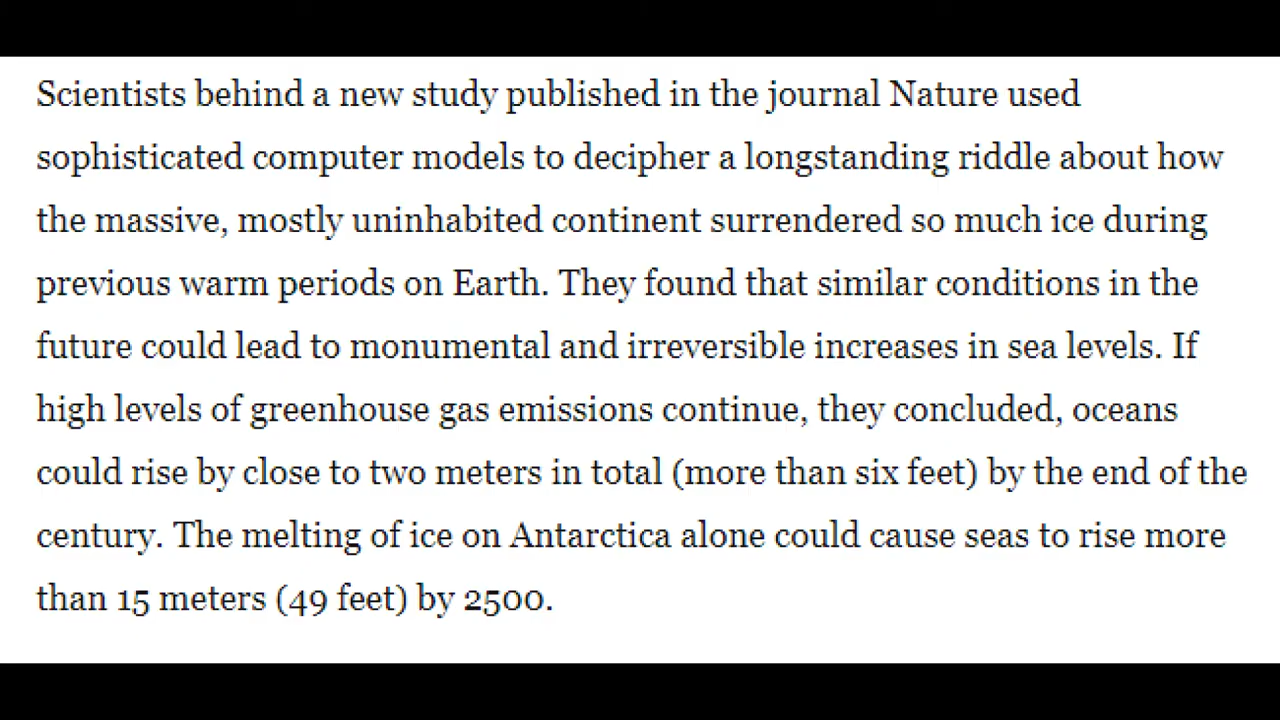 Scientists behind a new study published in the journal Nature used
sophisticated computer models to decipher a longstanding riddle about how
the massive, mostly uninhabited continent surrendered so much ice during
previous warm periods on Earth. They found that similar conditions in the
future could lead to monumental and irreversible increases in sea levels. If
high levels of greenhouse gas emissions continue, they concluded, oceans
could rise by close to two meters in total (more than six feet) by the end of the
century. The melting of ice on Antarctica alone could cause seas to rise more
than 15 meters (49 feet) by 2500.